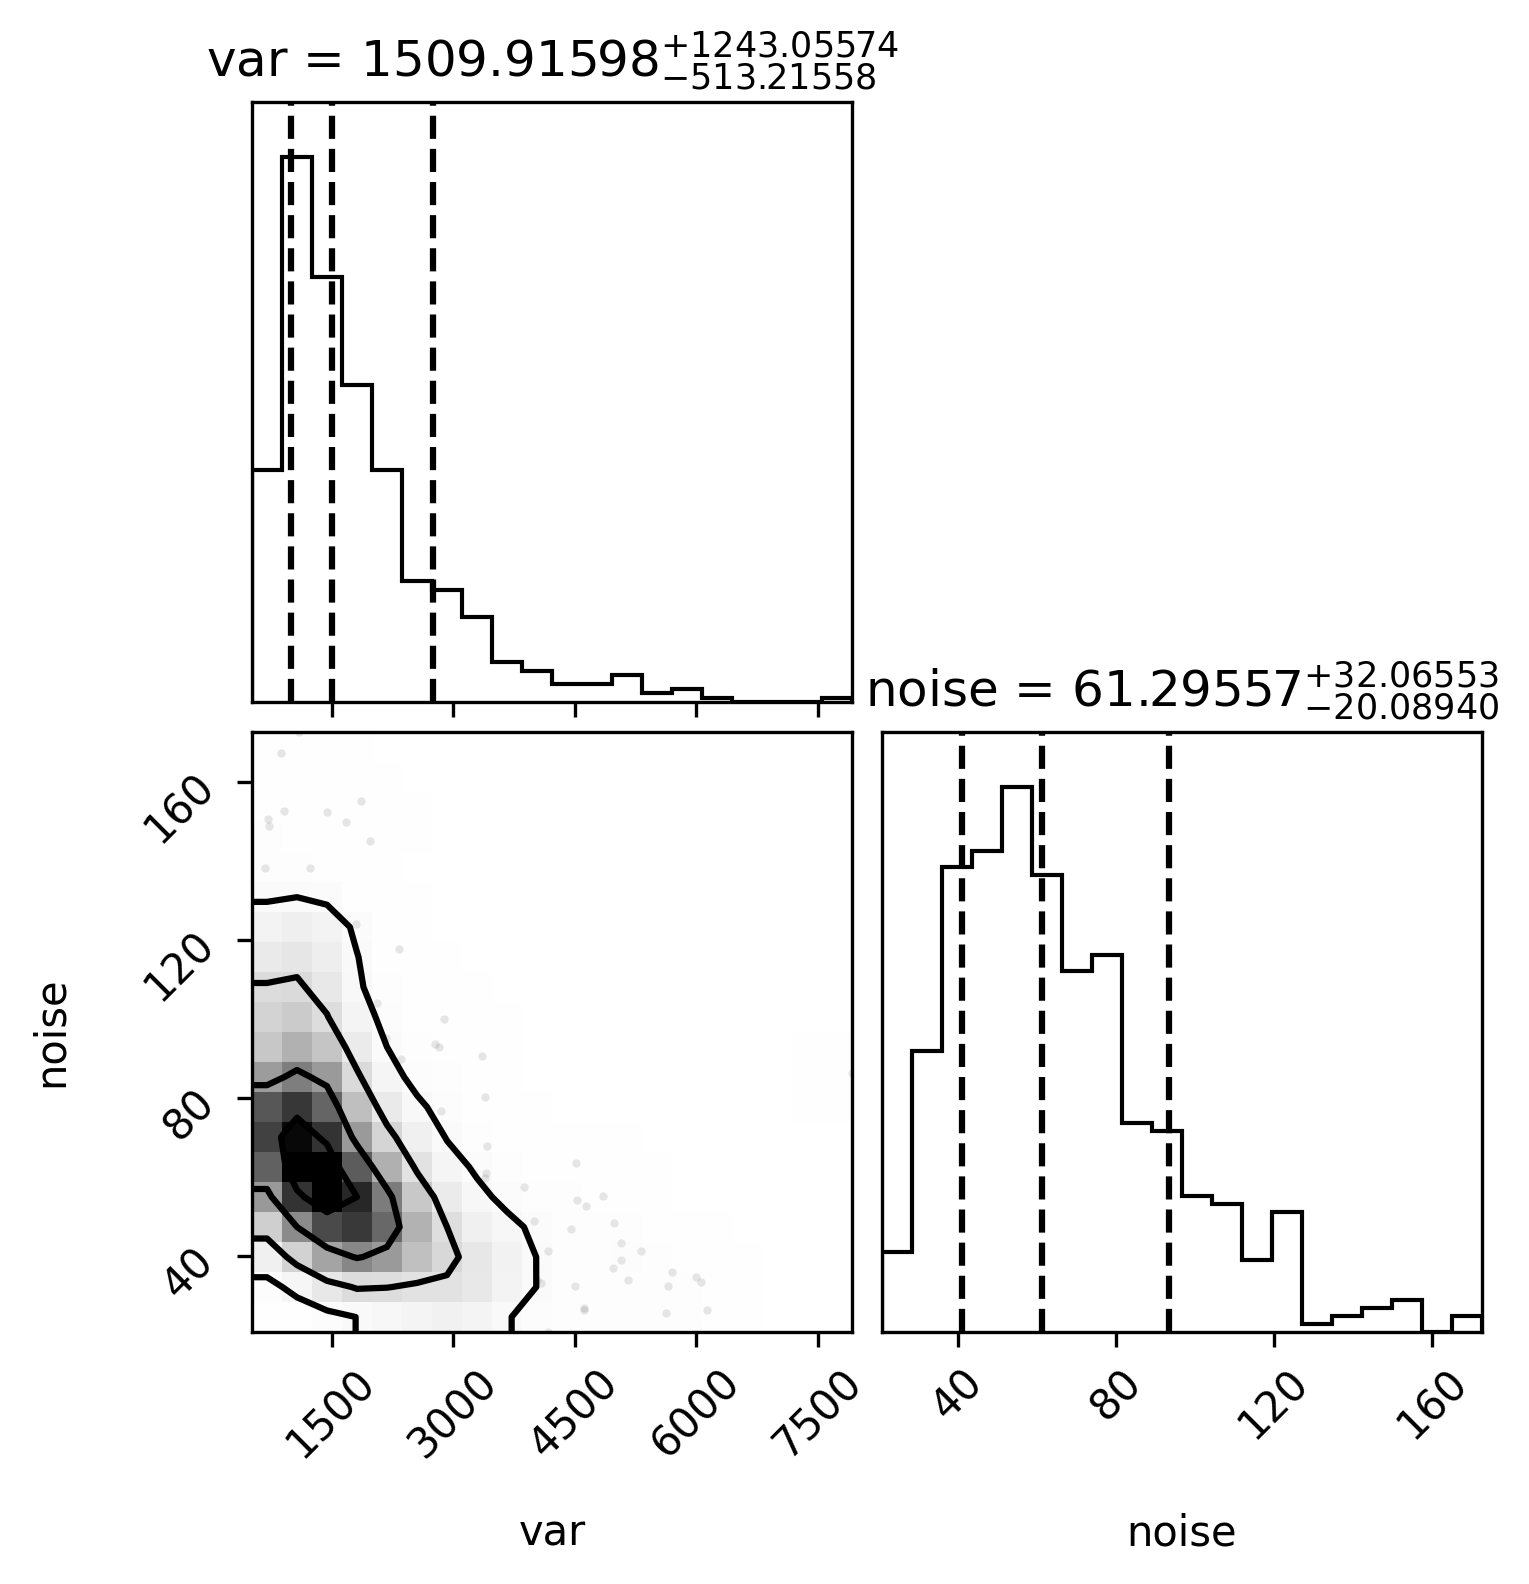 var = 1509.91598+1243.05574−513.21558
noise = 61.29557+32.06553−20.08940
160
120
80
40
noise
1500 3000 4500 6000 7500
40 80 120 160
var
noise